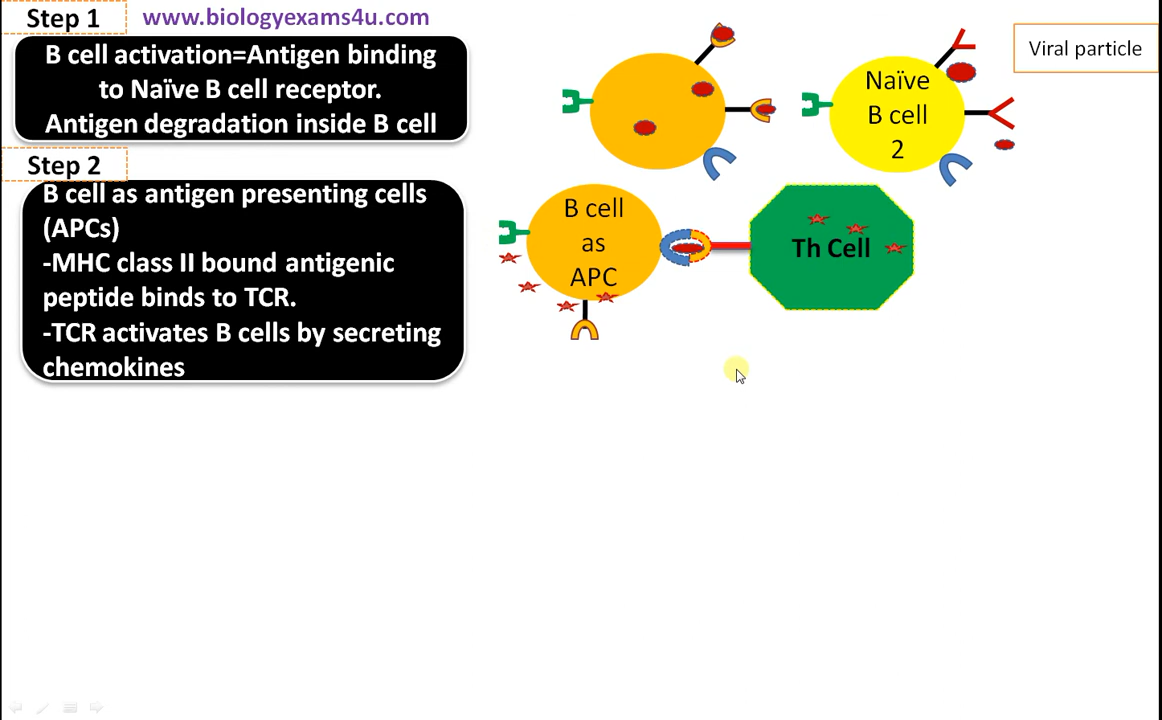 Step 1
www.biologyexams4u.com
B cell activation=Antigen binding
to Naïve B cell receptor.
Antigen degradation inside B cell
Step 2
B cell as antigen presenting cells
(APCs)
-MHC class II bound antigenic
peptide binds to TCR.
-TCR activates B cells by secreting
chemokines
Naïve
B cell
2
Viral particle
B cell
as
APC
Th Cell